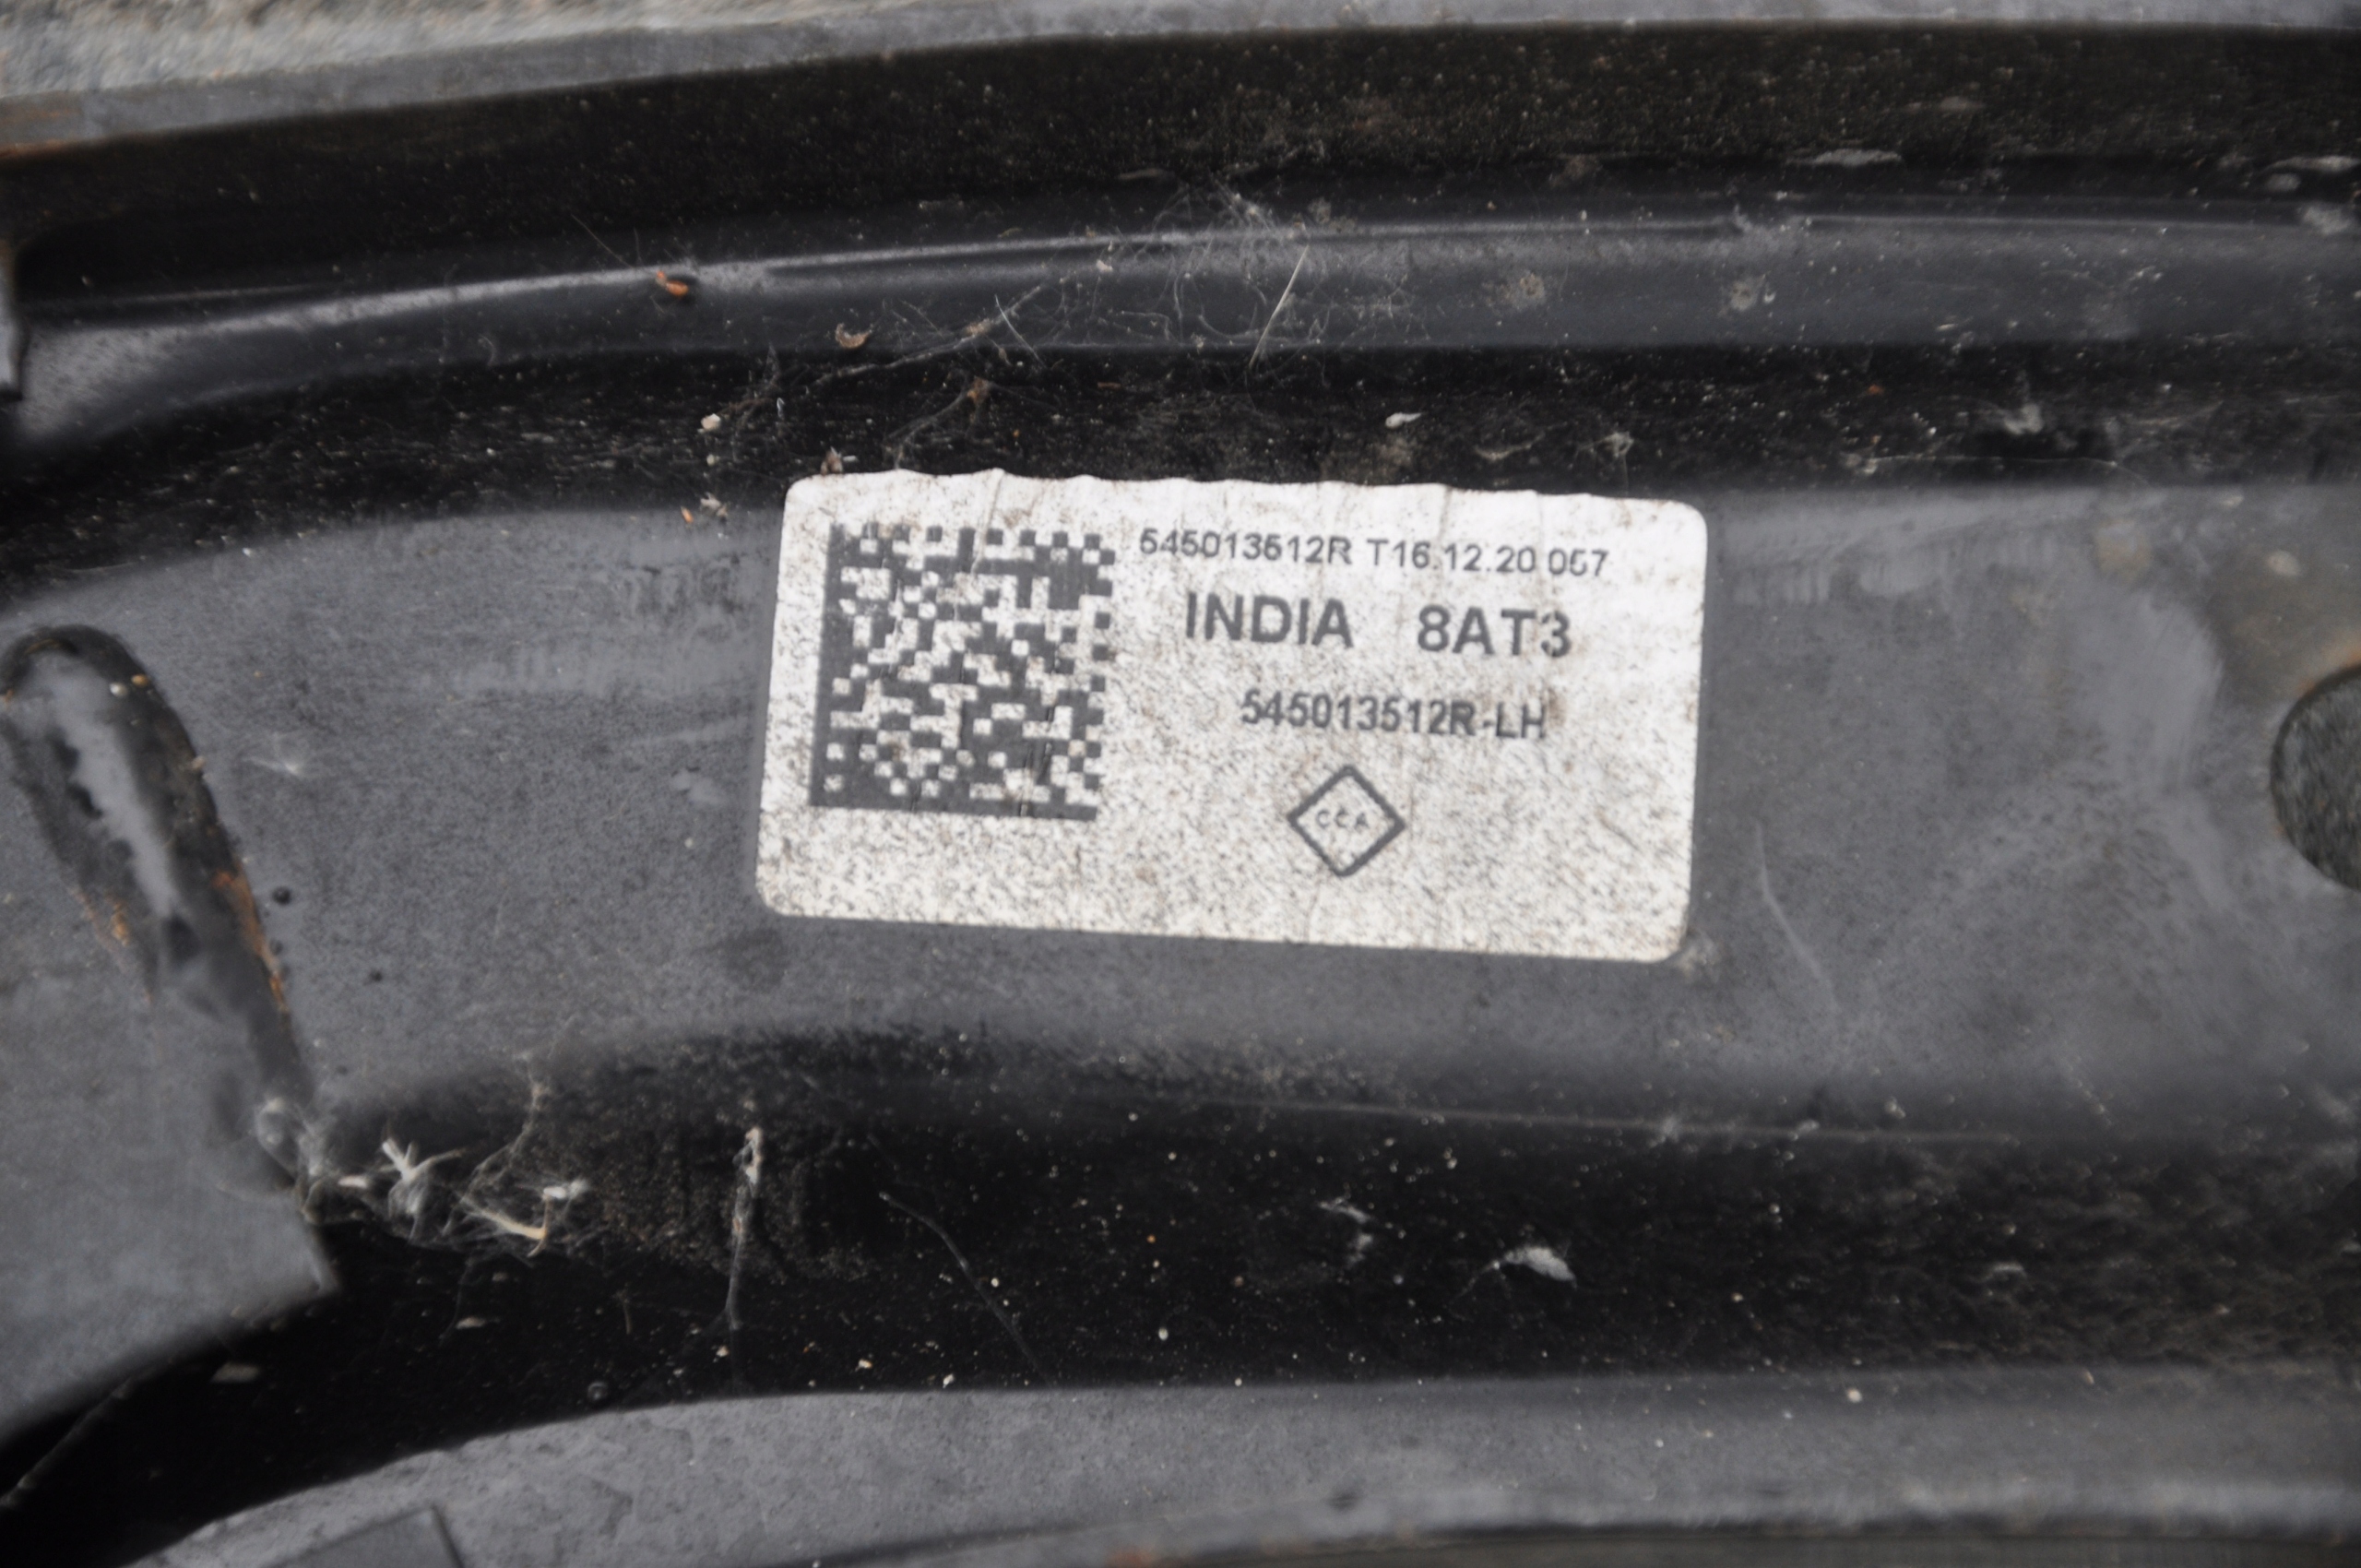 545013512R T16.12.20 057
INDIA 8AT3
545013512R-LH
CCA